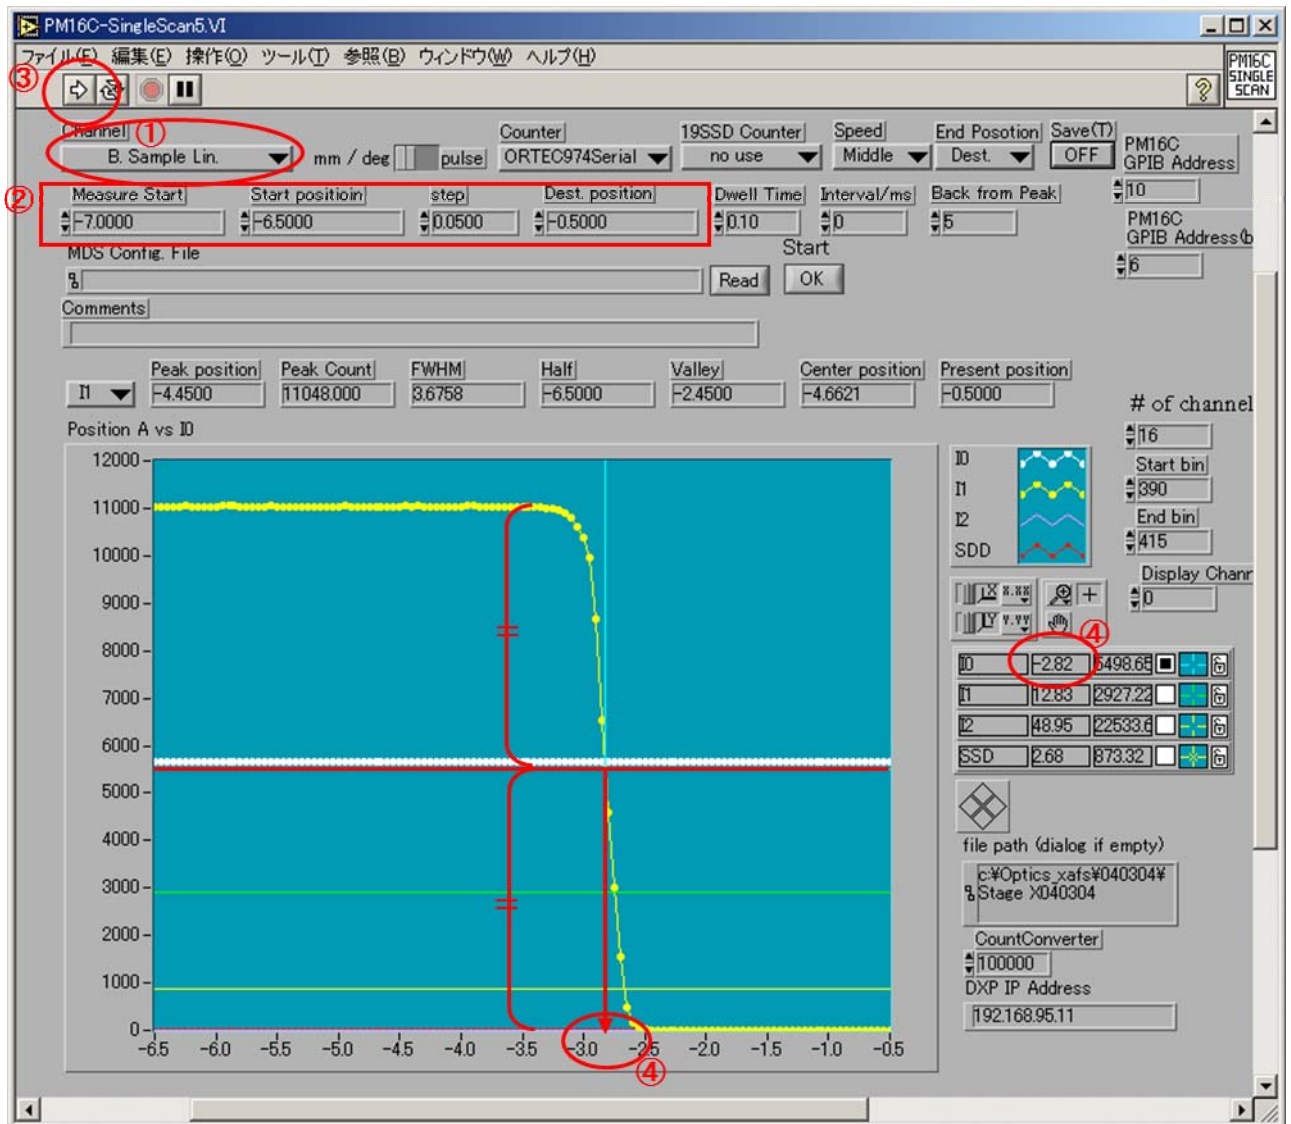 PM16C-SingleScan5.VI
ファイル(F) 編集(E) 操作(O) ツール(T) 参照(B) ウィンドウ(W) ヘルプ(H)
PM16C
SINGLE
SCAN
③
①
Channel
Counter
19SSD Counter
Speed
End Posotion
Save(T)
PM16C
GPIB Address
B. Sample Lin.
mm / deg
pulse
ORTEC974Serial
no use
Middle
Dest.
OFF
10
②
Measure Start
Start positioin
step
Dest. position
Dwell Time
Interval/ms
Back from Peak
PM16C
GPIB Address(b
-7.0000
-6.5000
0.0500
-0.5000
0.10
0
5
6
MDS Config. File
Start
Read
OK
Comments
Peak position
Peak Count
FWHM
Half
Valley
Center position
Present position
I1
-4.4500
11048.000
3.6758
-6.5000
-2.4500
-4.6621
-0.5000
# of channel
16
Start bin
390
End bin
415
Display Chanr
0
Position A vs I0
12000
11000
10000
9000
8000
7000
6000
5000
4000
3000
2000
1000
0
-6.5 -6.0 -5.5 -5.0 -4.5 -4.0 -3.5 -3.0 -2.5 -2.0 -1.5 -1.0 -0.5
④
I0
I1
I2
SDD
X X.XX
Y Y.YY
④
I0 -2.82 5498.65
I1 12.83 2927.22
I2 48.95 22533.6
SSD 2.68 873.32
file path (dialog if empty)
c:¥Optics_xafs¥040304¥
Stage X040304
CountConverter
100000
DXP IP Address
192.168.95.11